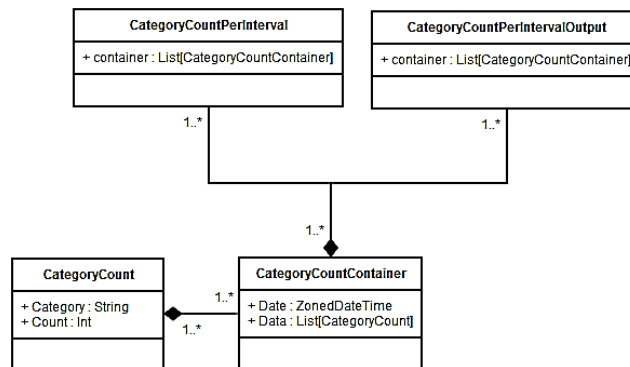 CategoryCountPerInterval
+ container : List[CategoryCountContainer]
CategoryCountPerIntervalOutput
+ container : List[CategoryCountContainer]
1..*
1..*
1..*
CategoryCount
+ Category : String
+ Count : Int
1..*
1..*
CategoryCountContainer
+ Date : ZonedDateTime
+ Data : List[CategoryCount]